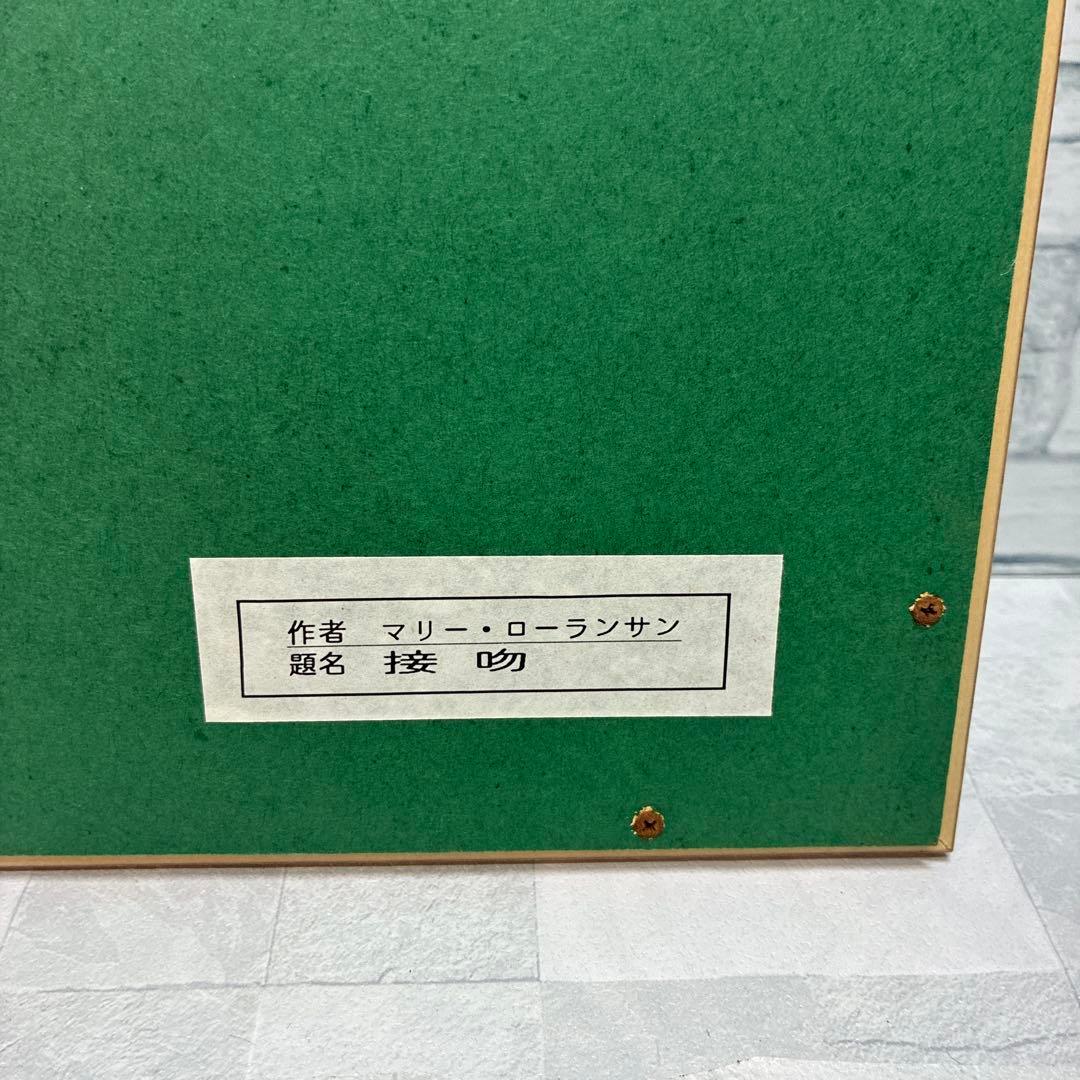 作者　マリー・ローランサン
題名　接　吻